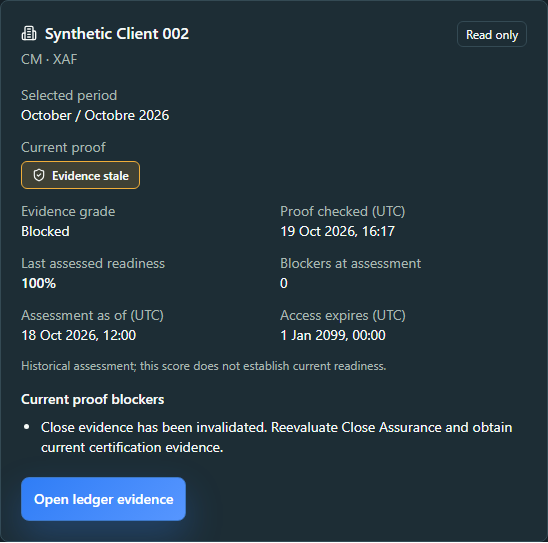 Synthetic Client 002
Read only
CM · XAF
Selected period
October / Octobre 2026
Current proof
Evidence stale
Evidence grade
Blocked
Proof checked (UTC)
19 Oct 2026, 16:17
Last assessed readiness
100%
Blockers at assessment
0
Assessment as of (UTC)
18 Oct 2026, 12:00
Access expires (UTC)
1 Jan 2099, 00:00
Historical assessment; this score does not establish current readiness.
Current proof blockers
• Close evidence has been invalidated. Reevaluate Close Assurance and obtain
current certification evidence.
Open ledger evidence